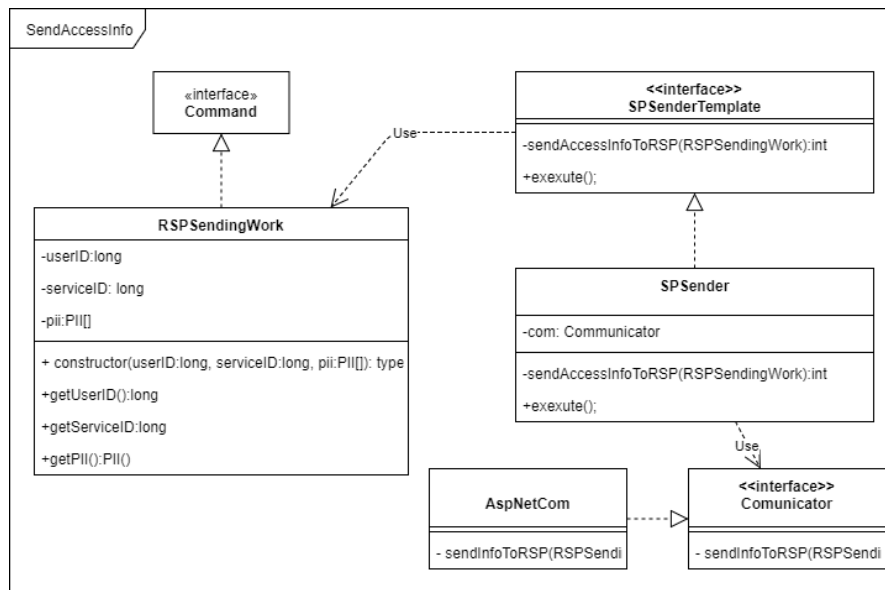 SendAccessInfo
«interface»
Command
<<interface>>
SPSenderTemplate
-sendAccessInfoToRSP(RSPSendingWork):int
+exexute();
Use
RSPSendingWork
-userID:long
-serviceID: long
-pii:PII[]
+ constructor(userID:long, serviceID:long, pii:PII[]): type
+getUserID():long
+getServiceID:long
+getPII():PII()
SPSender
-com: Communicator
-sendAccessInfoToRSP(RSPSendingWork):int
+exexute();
Use
AspNetCom
- sendInfoToRSP(RSPSendi
<<interface>>
Comunicator
- sendInfoToRSP(RSPSendi